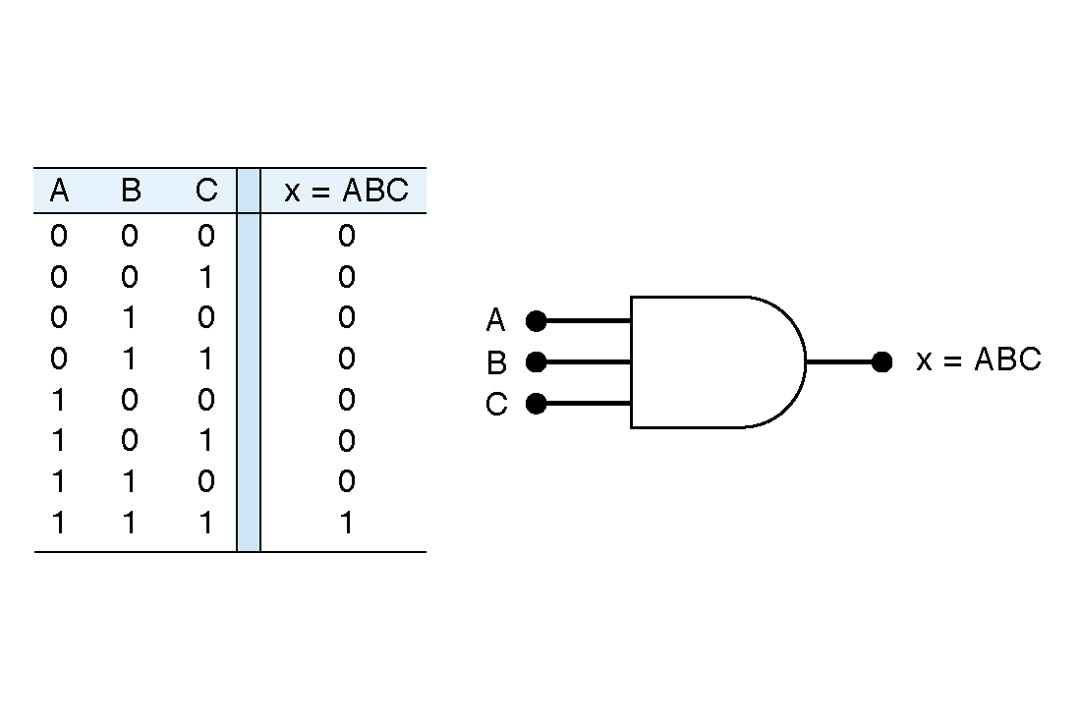 A B C x = ABC
0 0 0 0
0 0 1 0
0 1 0 0
0 1 1 0
1 0 0 0
1 0 1 0
1 1 0 0
1 1 1 1
A
B
C
x = ABC